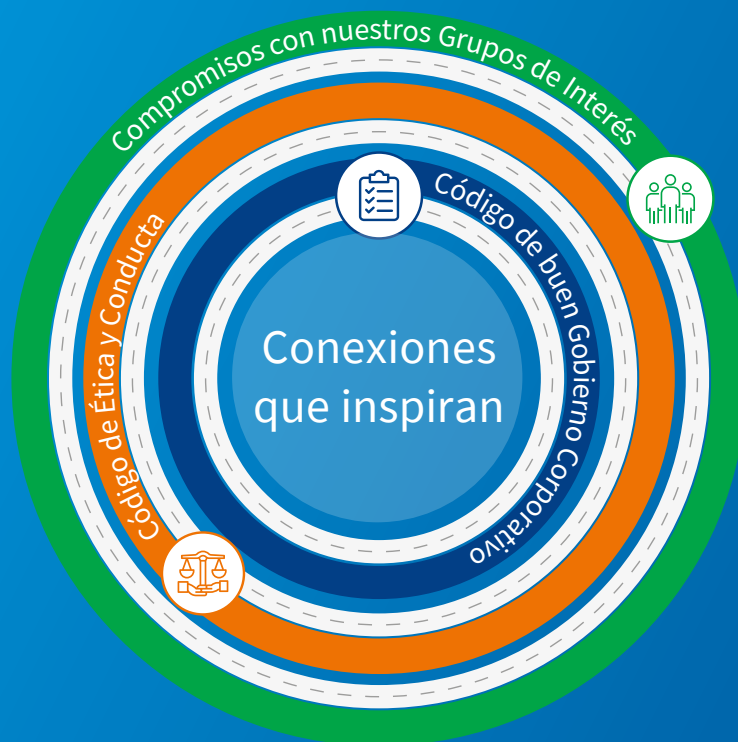 Compromisos con nuestros Grupos de Interés
Código de Ética y Conducta
Código de buen Gobierno Corporativo
Conexiones
que inspiran